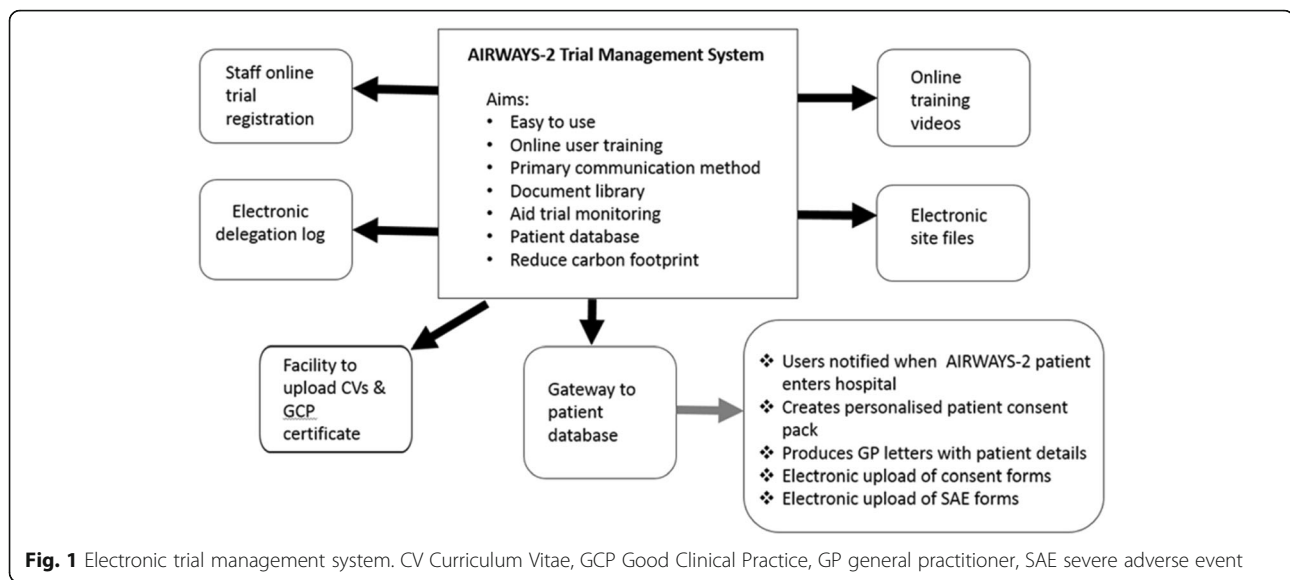 AIRWAYS-2 Trial Management System
Aims:
• Easy to use
• Online user training
• Primary communication method
• Document library
• Aid trial monitoring
• Patient database
• Reduce carbon footprint
Staff online
trial
registration
Online
training
videos
Electronic
delegation log
Electronic
site files
Facility to
upload CVs &
GCP
certificate
Gateway to
patient
database
❖ Users notified when AIRWAYS-2 patient
enters hospital
❖ Creates personalised patient consent
pack
❖ Produces GP letters with patient details
❖ Electronic upload of consent forms
❖ Electronic upload of SAE forms
Fig. 1 Electronic trial management system. CV Curriculum Vitae, GCP Good Clinical Practice, GP general practitioner, SAE severe adverse event